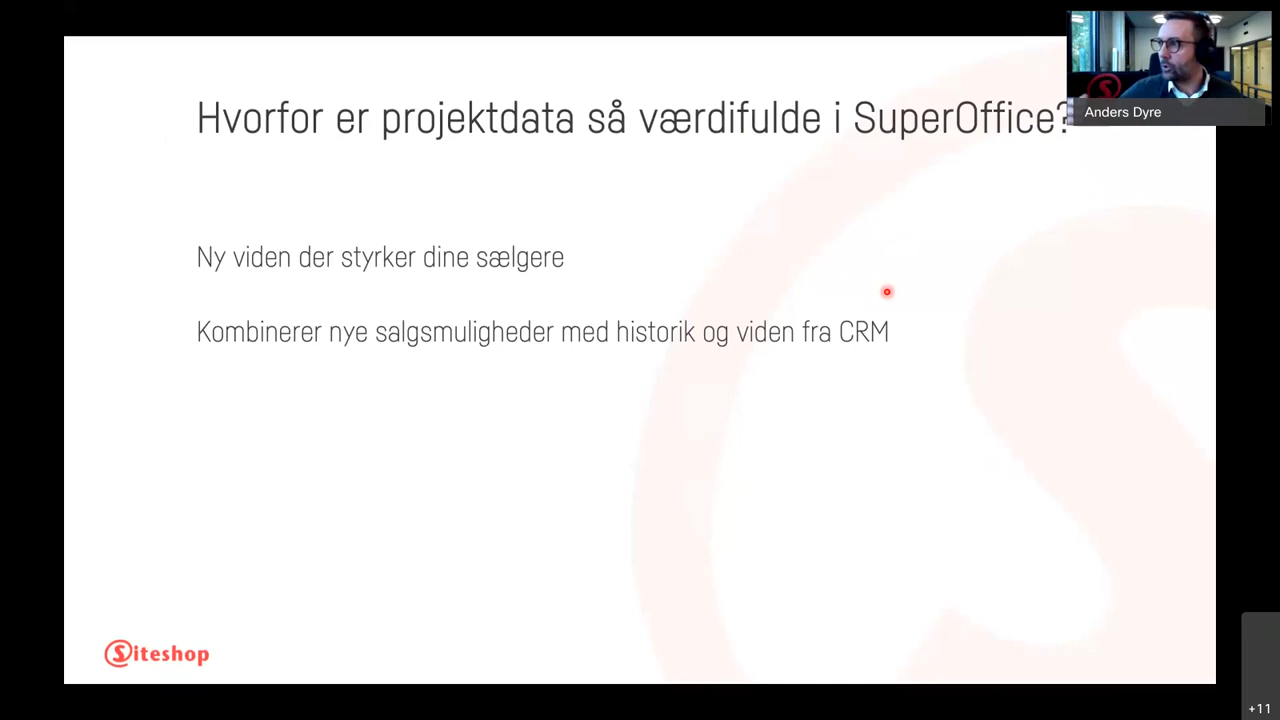 Hvorfor er projektdata så værdifulde i SuperOffice?
Anders Dyre
Ny viden der styrker dine sælgere
Kombinerer nye salgsmuligheder med historik og viden fra CRM
Siteshop
+11